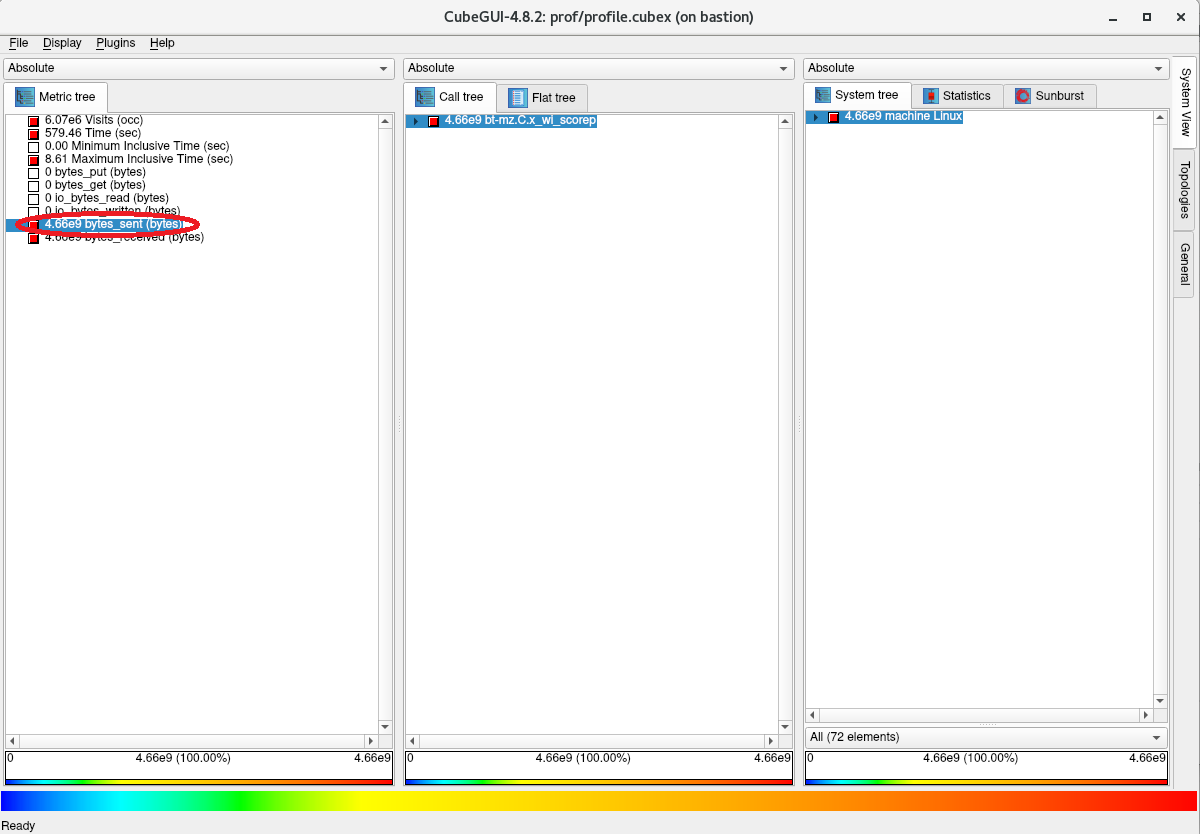 CubeGUI-4.8.2: prof/profile.cubex (on bastion)
File Display Plugins Help
Absolute
Metric tree
6.07e6 Visits (occ)
579.46 Time (sec)
0.00 Minimum Inclusive Time (sec)
8.61 Maximum Inclusive Time (sec)
0 bytes_put (bytes)
0 bytes_get (bytes)
0 io_bytes_read (bytes)
0 io_bytes_written (bytes)
4.66e9 bytes_sent (bytes)
4.66e9 bytes_received (bytes)
0 4.66e9 (100.00%) 4.66e9
Absolute
Call tree Flat tree
4.66e9 bt-mz.C.x_wi_scorep
0 4.66e9 (100.00%) 4.66e9
Absolute
System tree Statistics Sunburst
4.66e9 machine Linux
All (72 elements)
0 4.66e9 (100.00%) 4.66e9
System View
Topologies
General
Ready